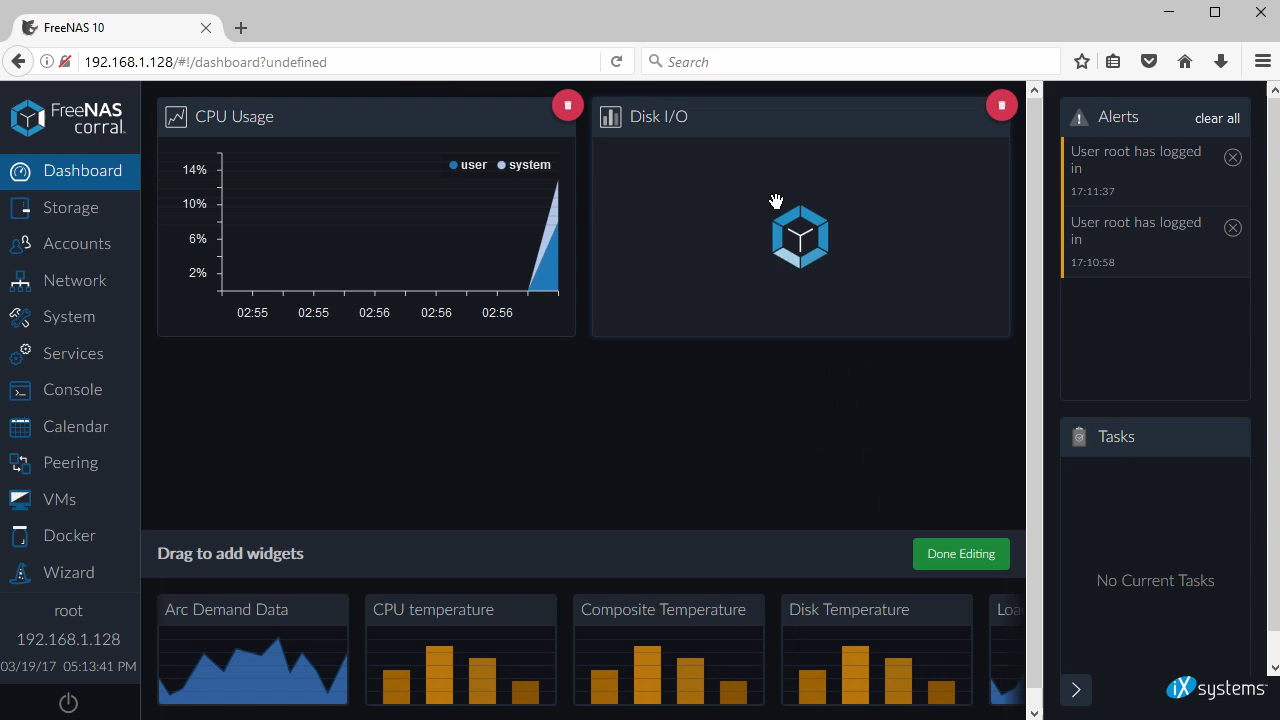 FreeNAS 10
192.168.1.128/#!/dashboard?undefined
Search
FreeNAS
corral
Dashboard
Storage
Accounts
Network
System
Services
Console
Calendar
Peering
VMs
Docker
Wizard
root
192.168.1.128
03/19/17 05:13:41 PM
CPU Usage
user system
14%
10%
6%
2%
02:55 02:55 02:56 02:56 02:56
Disk I/O
Drag to add widgets
Done Editing
Arc Demand Data
CPU temperature
Composite Temperature
Disk Temperature
Loa
Alerts
clear all
User root has logged
in
17:11:37
User root has logged
in
17:10:58
Tasks
No Current Tasks
iXsystems